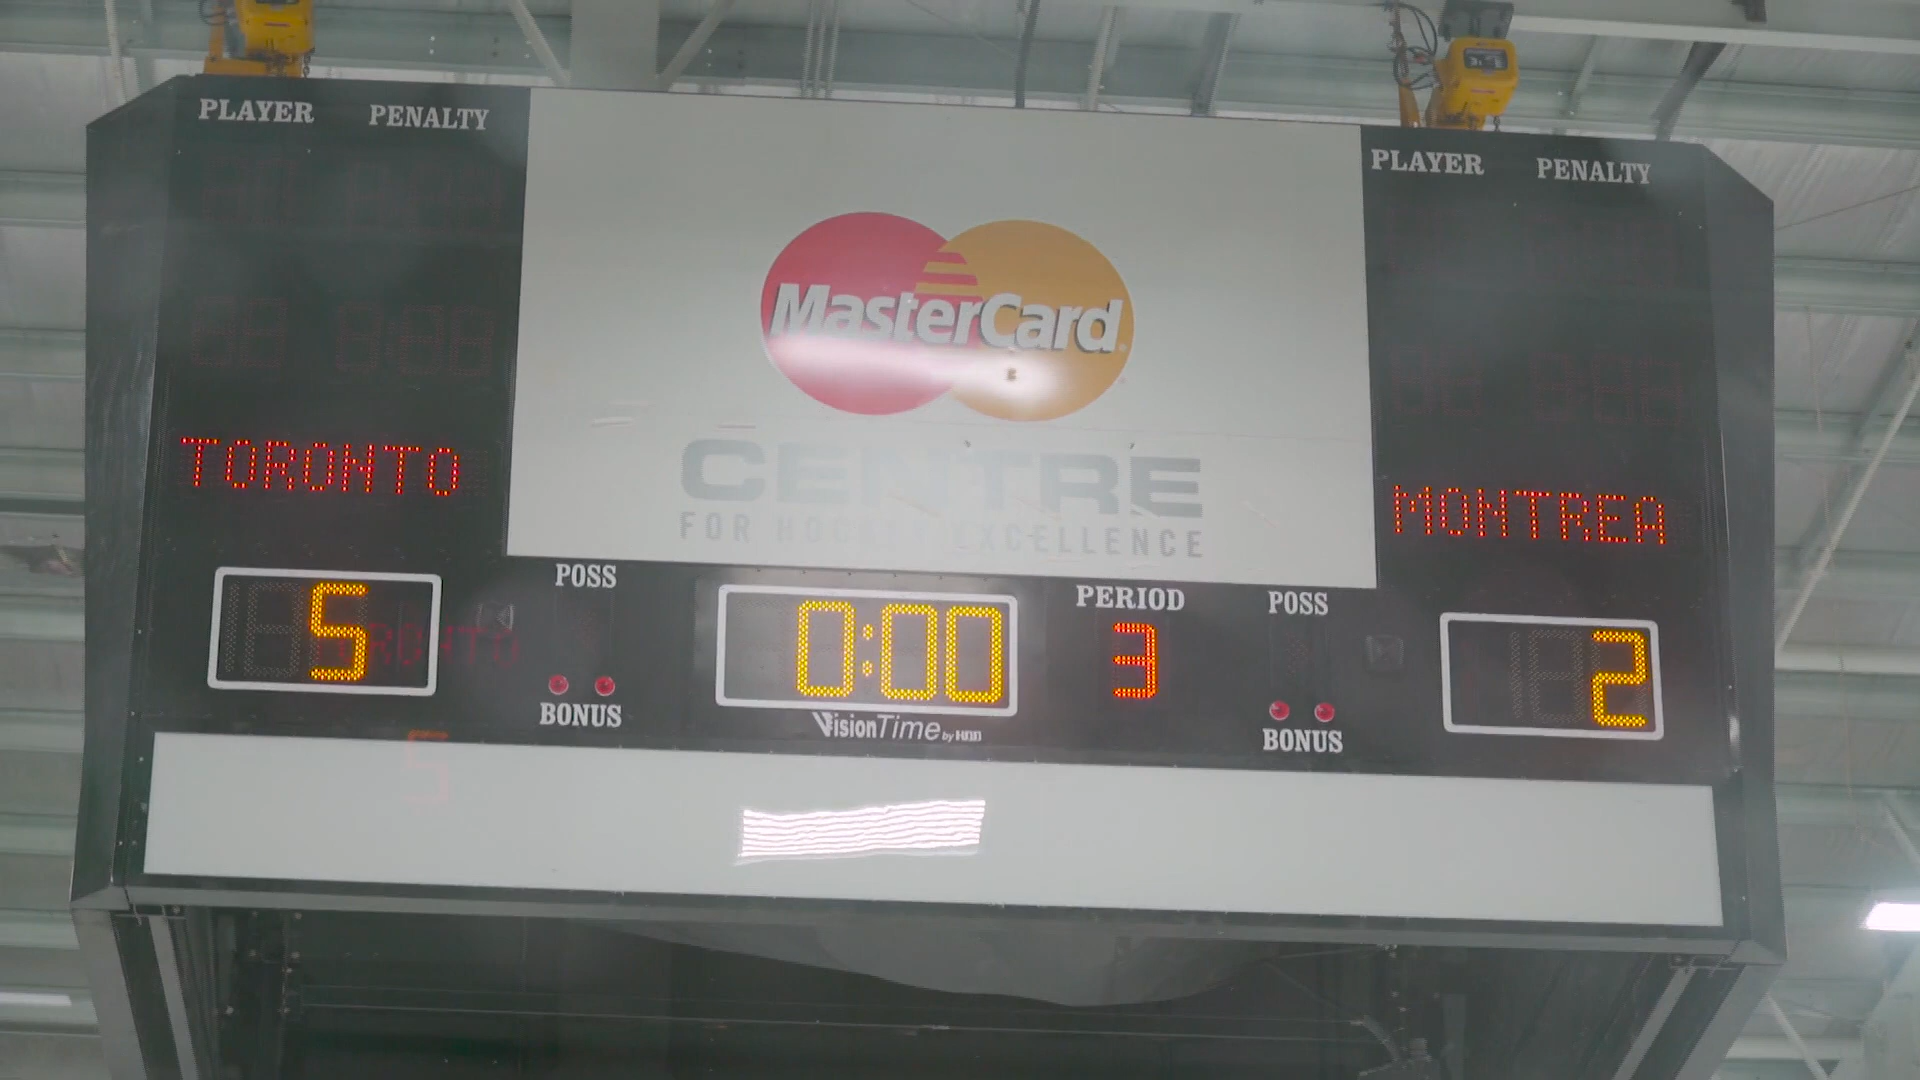 PLAYER PENALTY
PLAYER PENALTY
MasterCard
CENTRE
FOR HOCKEY EXCELLENCE
TORONTO
MONTREA
POSS
PERIOD
POSS
5
0:00
3
2
BONUS
VisionTime
BONUS